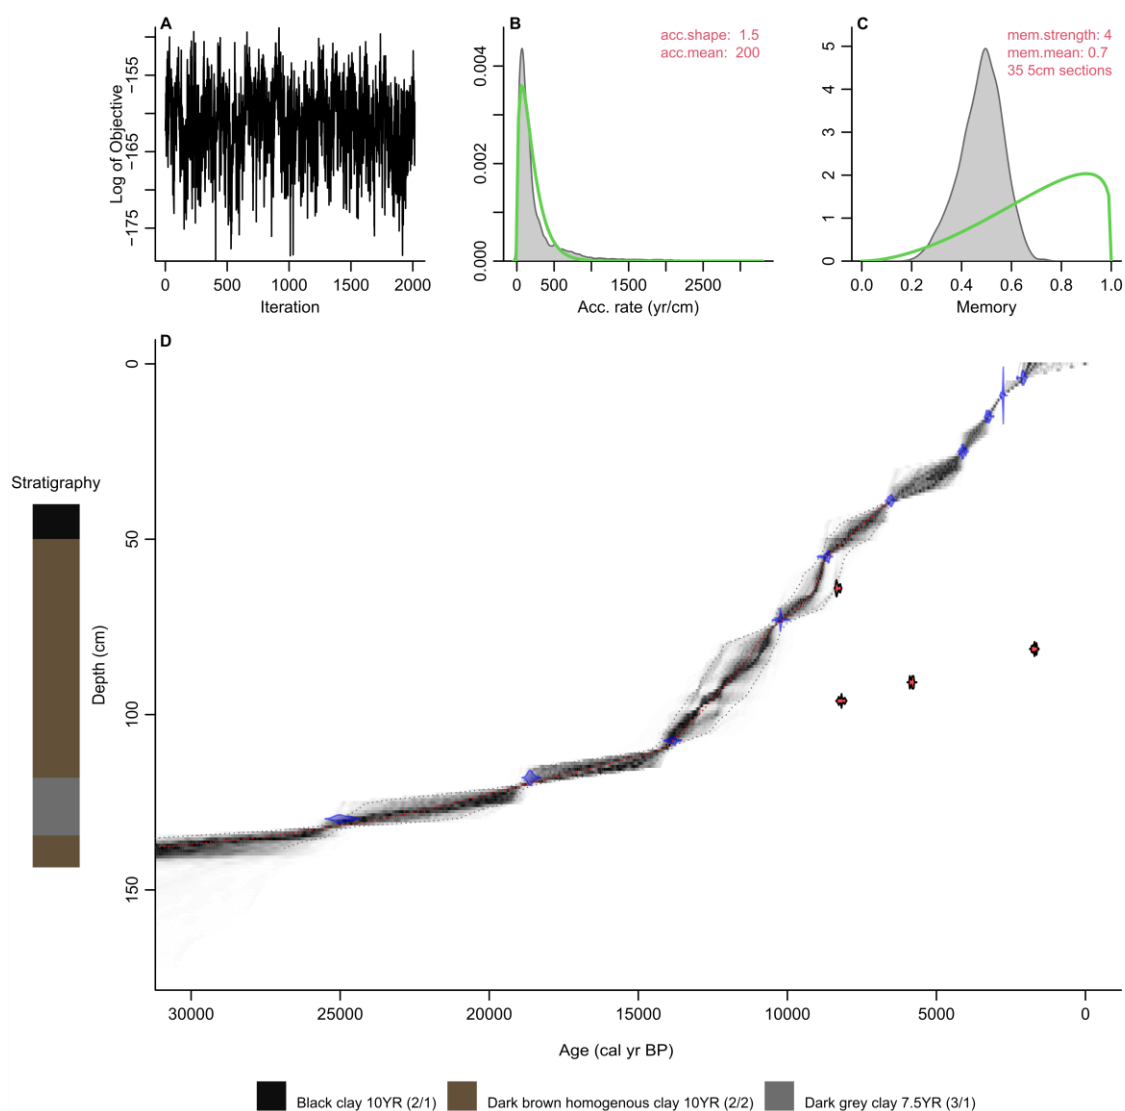 A
Log of Objective
-155
-165
-175
0
500
1000
1500
2000
Iteration
B
acc.shape: 1.5
acc.mean: 200
0.004
0.002
0.000
0
500
1500
2500
Acc. rate (yr/cm)
C
mem.strength: 4
mem.mean: 0.7
35 5cm sections
5
4
3
2
1
0
0.0
0.2
0.4
0.6
0.8
1.0
Memory
D
Stratigraphy
Depth (cm)
0
50
100
150
30000
25000
20000
15000
10000
5000
0
Age (cal yr BP)
Black clay 10YR (2/1)
Dark brown homogenous clay 10YR (2/2)
Dark grey clay 7.5YR (3/1)